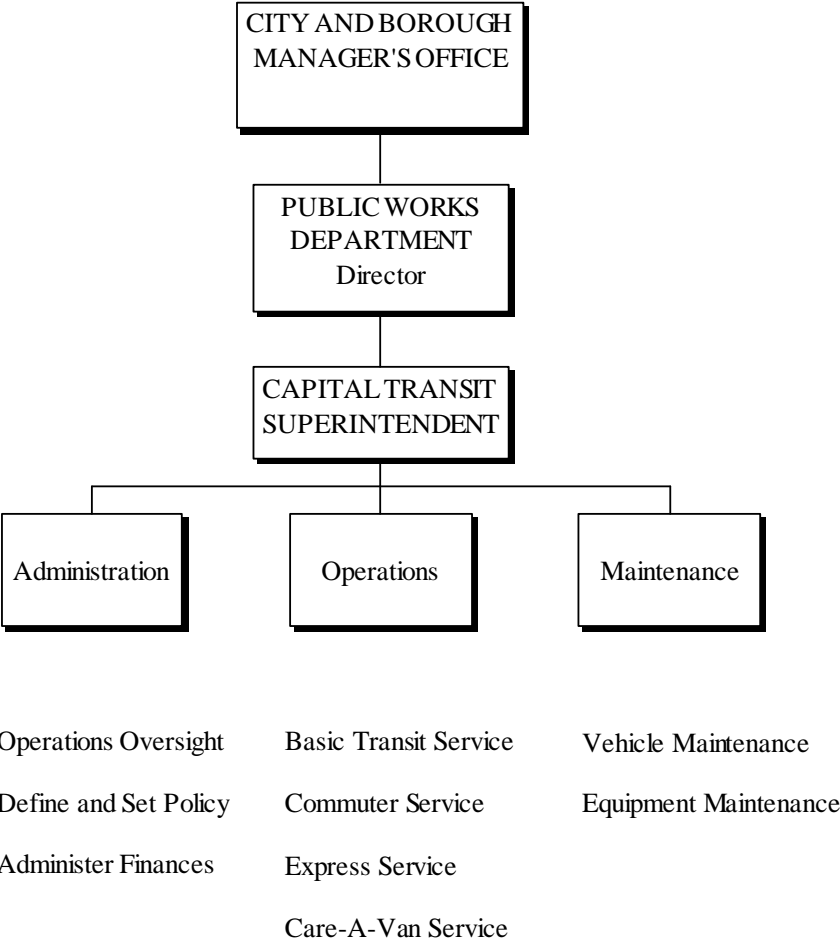 CITY AND BOROUGH
MANAGER'S OFFICE
PUBLIC WORKS
DEPARTMENT
Director
CAPITAL TRANSIT
SUPERINTENDENT
Administration
Operations
Maintenance
Operations Oversight
Define and Set Policy
Administer Finances
Basic Transit Service
Commuter Service
Express Service
Care-A-Van Service
Vehicle Maintenance
Equipment Maintenance